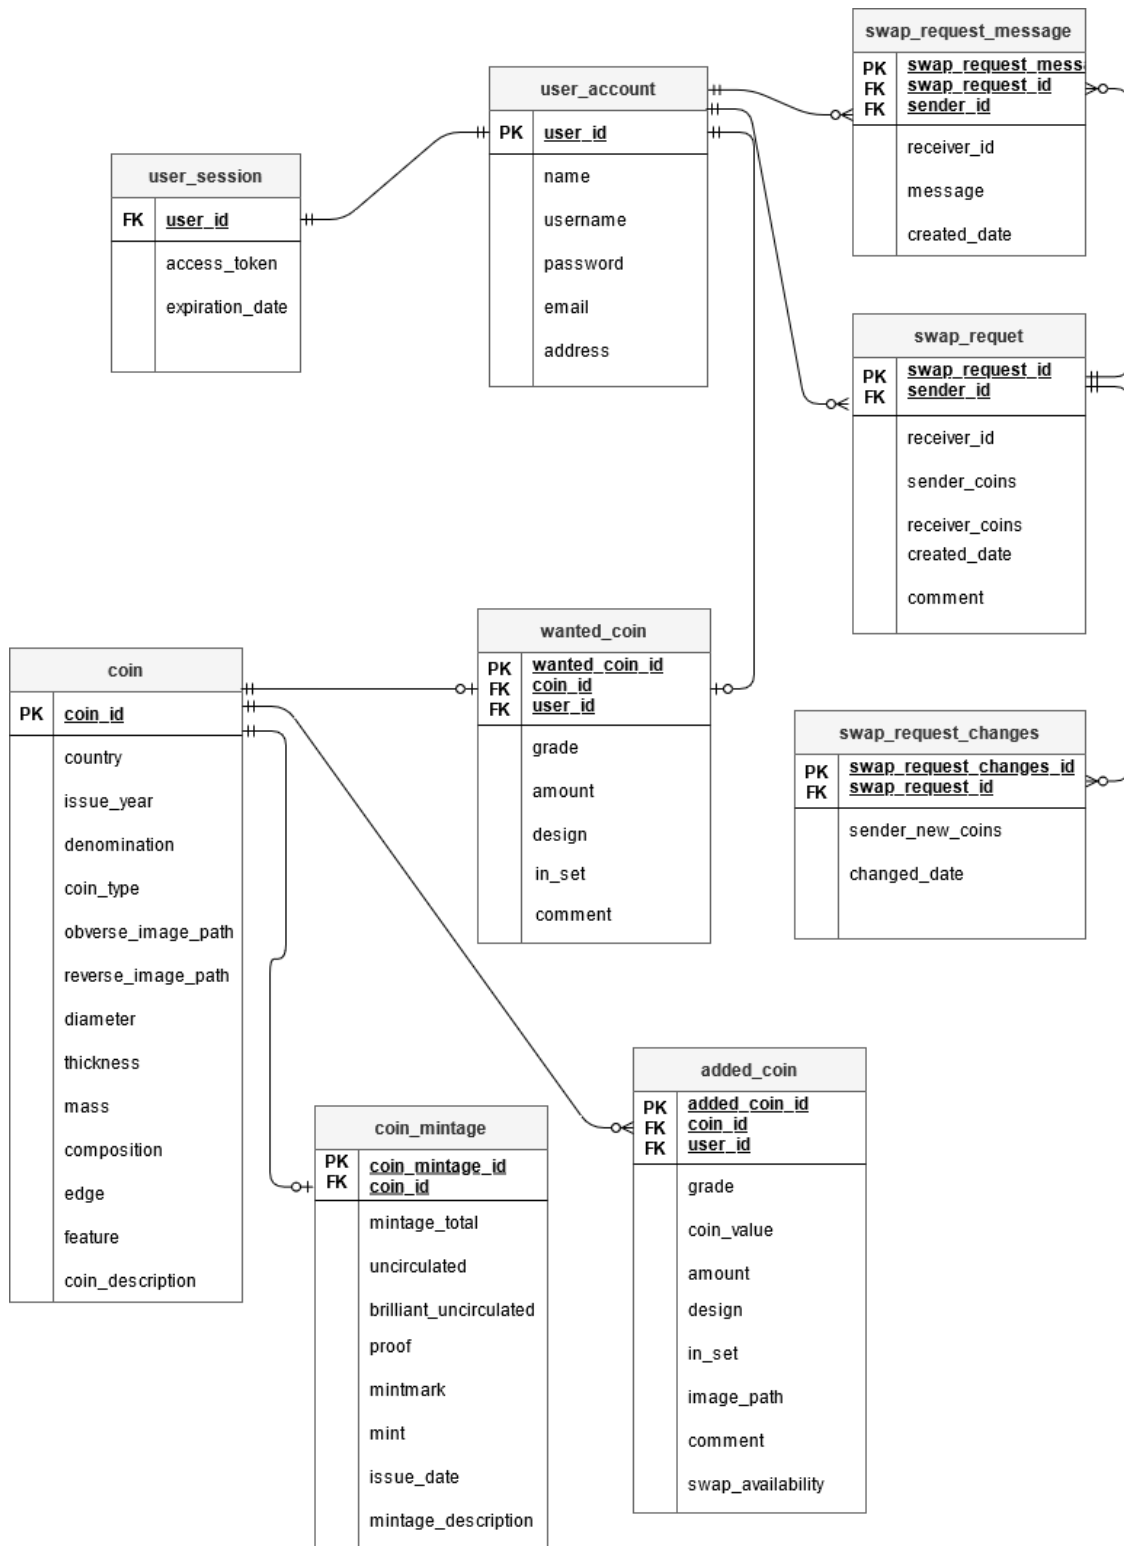 swap_request_message
PK swap_request_mess
FK swap_request_id
FK sender_id
receiver_id
message
created_date
user_account
PK user_id
name
username
password
email
address
user_session
FK user_id
access_token
expiration_date
swap_requet
PK swap_request_id
FK sender_id
receiver_id
sender_coins
receiver_coins
created_date
comment
wanted_coin
PK wanted_coin_id
FK coin_id
FK user_id
grade
amount
design
in_set
comment
coin
PK coin_id
country
issue_year
denomination
coin_type
obverse_image_path
reverse_image_path
diameter
thickness
mass
composition
edge
feature
coin_description
swap_request_changes
PK swap_request_changes_id
FK swap_request_id
sender_new_coins
changed_date
added_coin
PK added_coin_id
FK coin_id
FK user_id
grade
coin_value
amount
design
in_set
image_path
comment
swap_availability
coin_mintage
PK coin_mintage_id
FK coin_id
mintage_total
uncirculated
brilliant_uncirculated
proof
mintmark
mint
issue_date
mintage_description